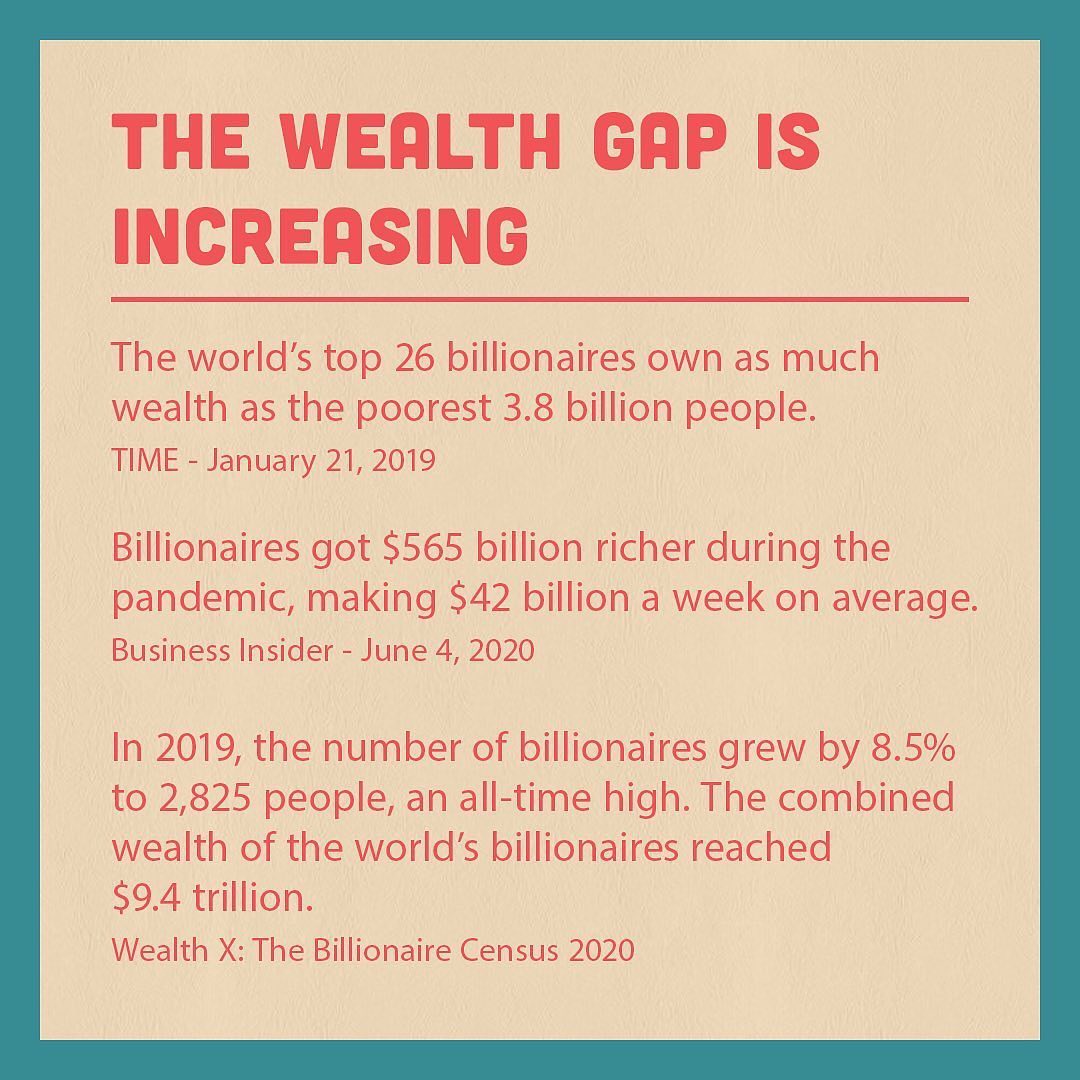 THE WEALTH GAP IS
INCREASING
The world’s top 26 billionaires own as much
wealth as the poorest 3.8 billion people.
TIME - January 21, 2019
Billionaires got $565 billion richer during the
pandemic, making $42 billion a week on average.
Business Insider - June 4, 2020
In 2019, the number of billionaires grew by 8.5%
to 2,825 people, an all-time high. The combined
wealth of the world’s billionaires reached
$9.4 trillion.
Wealth X: The Billionaire Census 2020